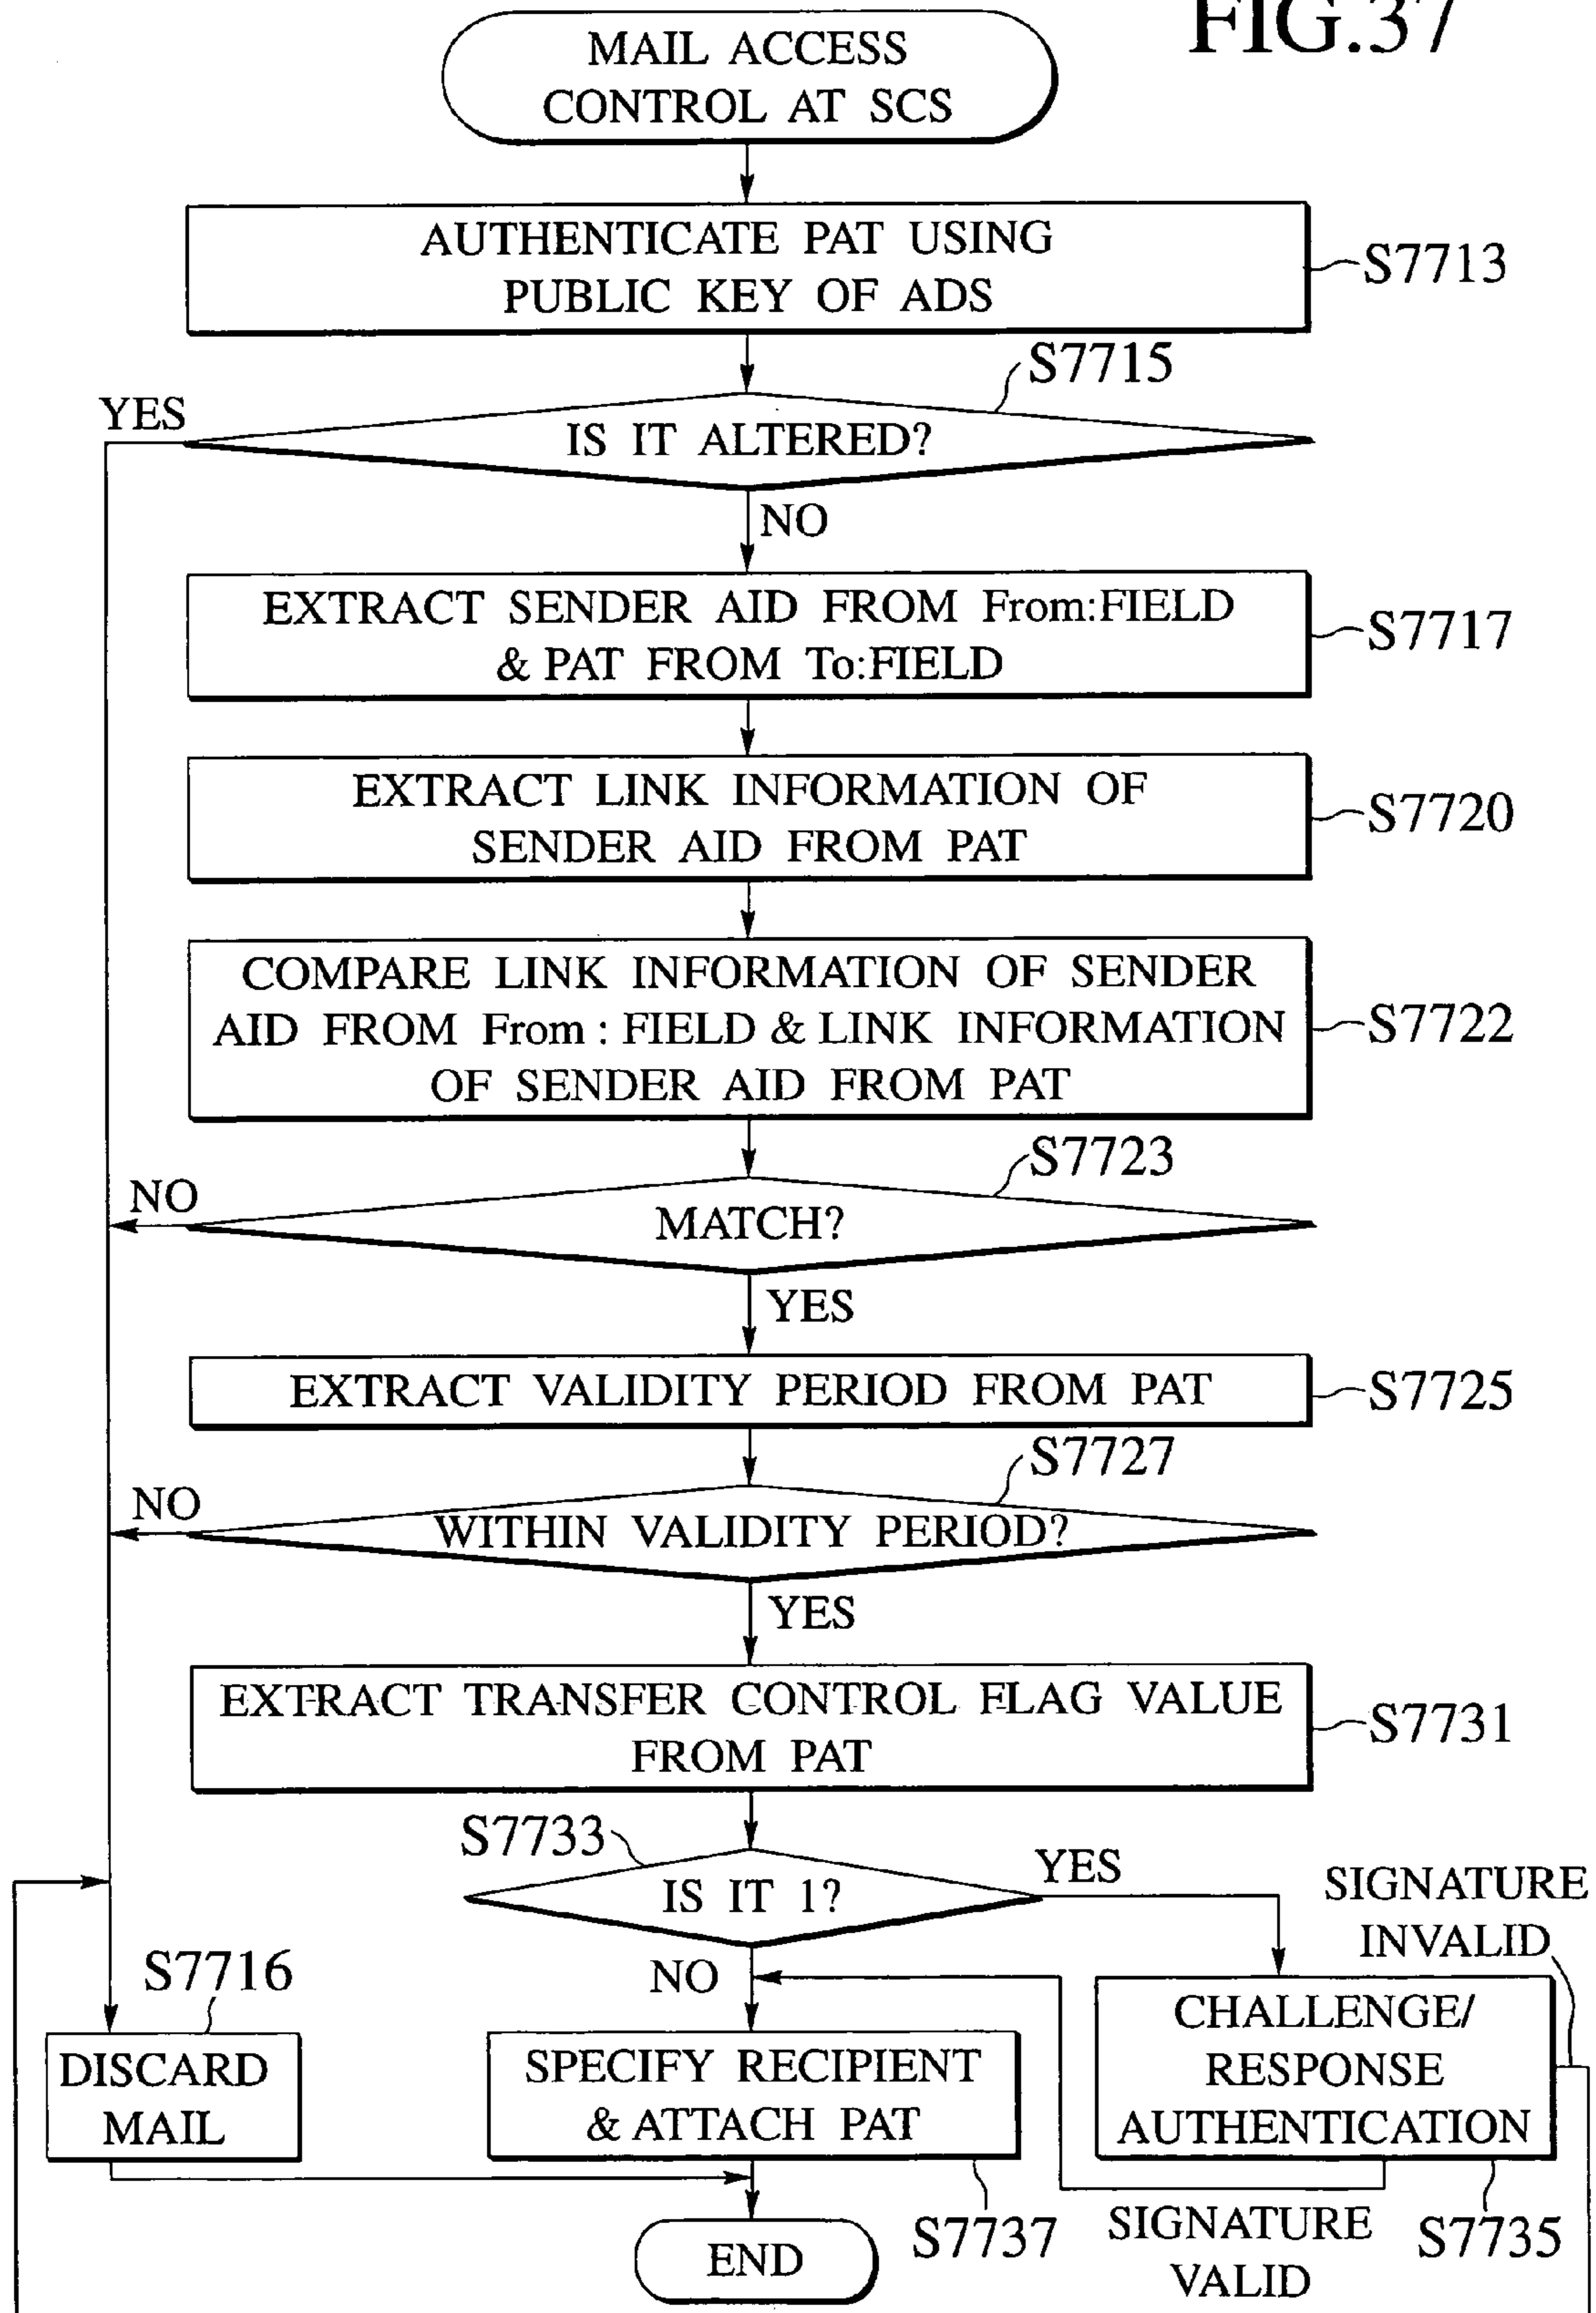 FIG.37
MAIL ACCESS
CONTROL AT SCS
AUTHENTICATE PAT USING
PUBLIC KEY OF ADS
S7713
S7715
YES
IS IT ALTERED?
NO
EXTRACT SENDER AID FROM From:FIELD
& PAT FROM To:FIELD
S7717
EXTRACT LINK INFORMATION OF
SENDER AID FROM PAT
S7720
COMPARE LINK INFORMATION OF SENDER
AID FROM From : FIELD & LINK INFORMATION
OF SENDER AID FROM PAT
S7722
S7723
NO
MATCH?
YES
EXTRACT VALIDITY PERIOD FROM PAT
S7725
S7727
NO
WITHIN VALIDITY PERIOD?
YES
EXTRACT TRANSFER CONTROL FLAG VALUE
FROM PAT
S7731
S7733
IS IT 1?
YES
SIGNATURE
INVALID
NO
S7716
DISCARD
MAIL
SPECIFY RECIPIENT
& ATTACH PAT
CHALLENGE/
RESPONSE
AUTHENTICATION
S7737
SIGNATURE
VALID
S7735
END